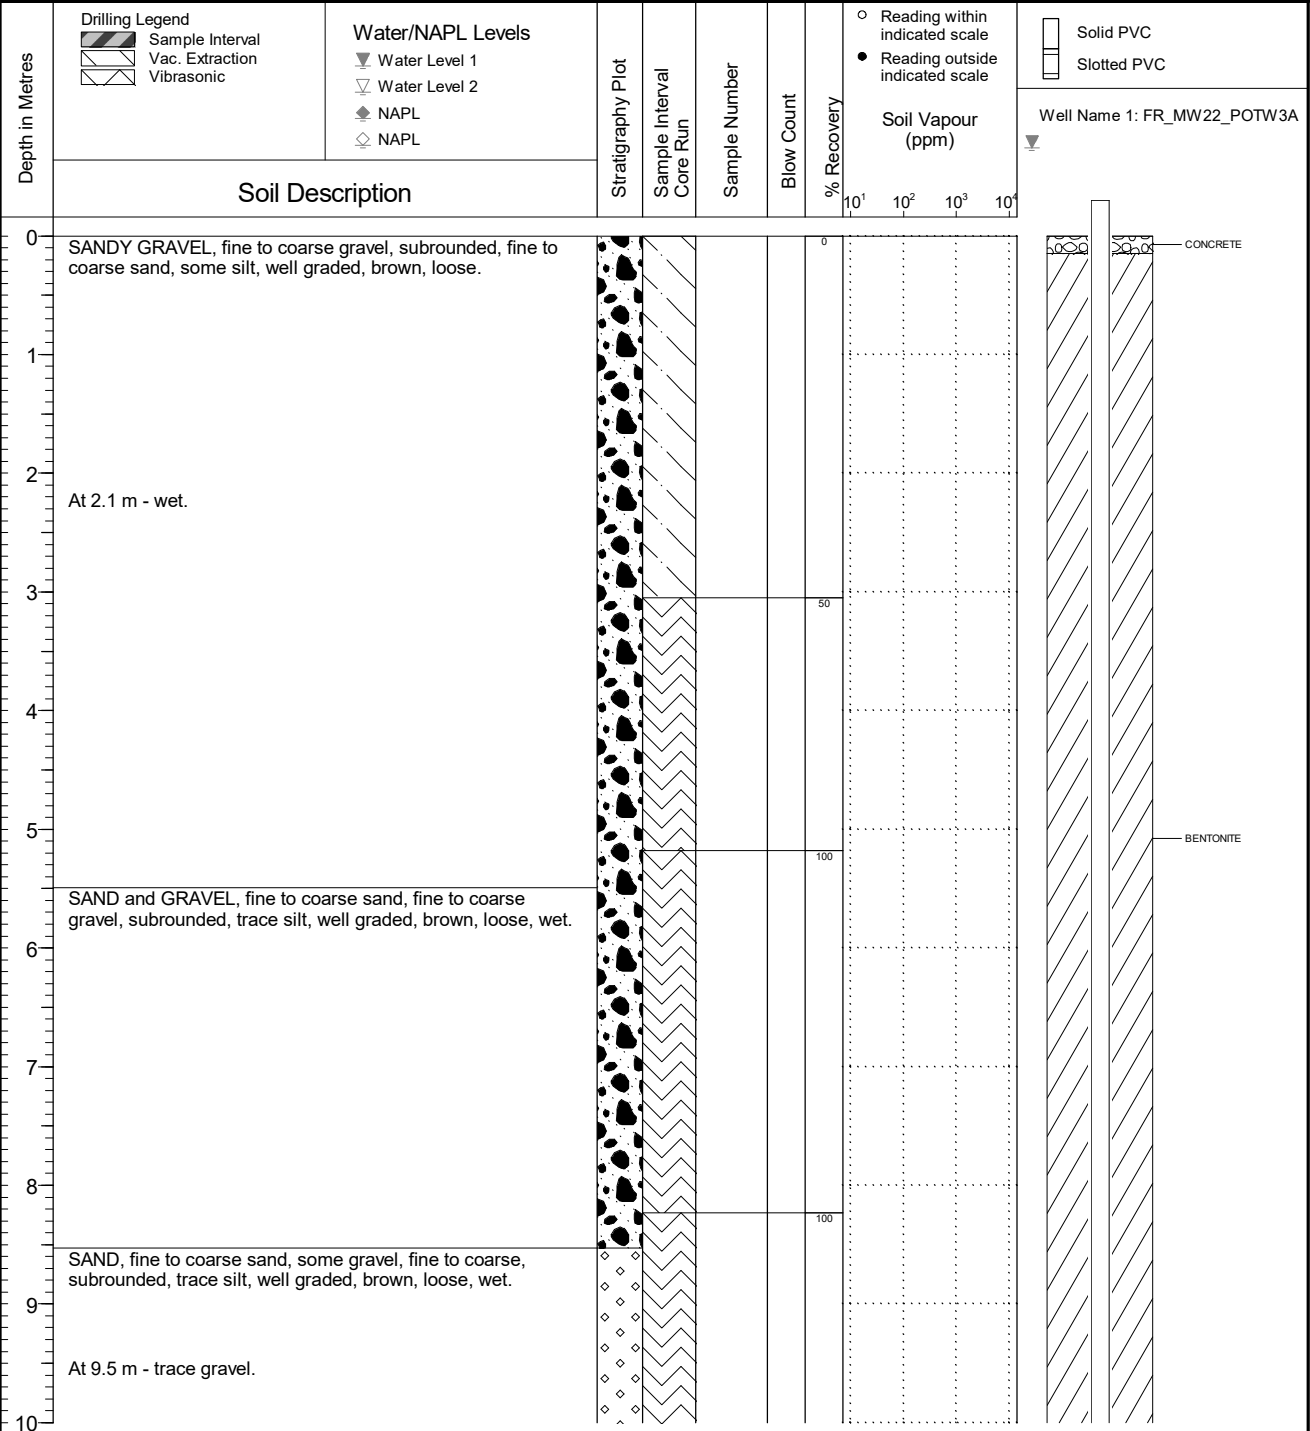 Drilling Legend
Sample Interval
Vac. Extraction
Vibrasonic
Water/NAPL Levels
Water Level 1
Water Level 2
NAPL
NAPL
Depth in Metres
Soil Description
Stratigraphy Plot
Sample Interval
Core Run
Sample Number
Blow Count
% Recovery
Reading within
indicated scale
Reading outside
indicated scale
Soil Vapour
(ppm)
10¹ 10² 10³ 10⁴
Solid PVC
Slotted PVC
Well Name 1: FR_MW22_POTW3A
0
SANDY GRAVEL, fine to coarse gravel, subrounded, fine to
coarse sand, some silt, well graded, brown, loose.
0
CONCRETE
1
2
At 2.1 m - wet.
3
50
4
5
BENTONITE
100
SAND and GRAVEL, fine to coarse sand, fine to coarse
gravel, subrounded, trace silt, well graded, brown, loose, wet.
6
7
8
100
SAND, fine to coarse sand, some gravel, fine to coarse,
subrounded, trace silt, well graded, brown, loose, wet.
9
At 9.5 m - trace gravel.
10